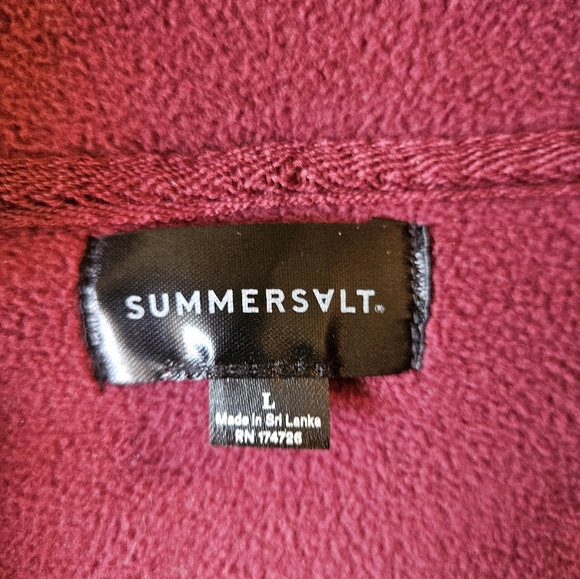 SUMMERSALT®
L
Made in Sri Lanka
RN 174726